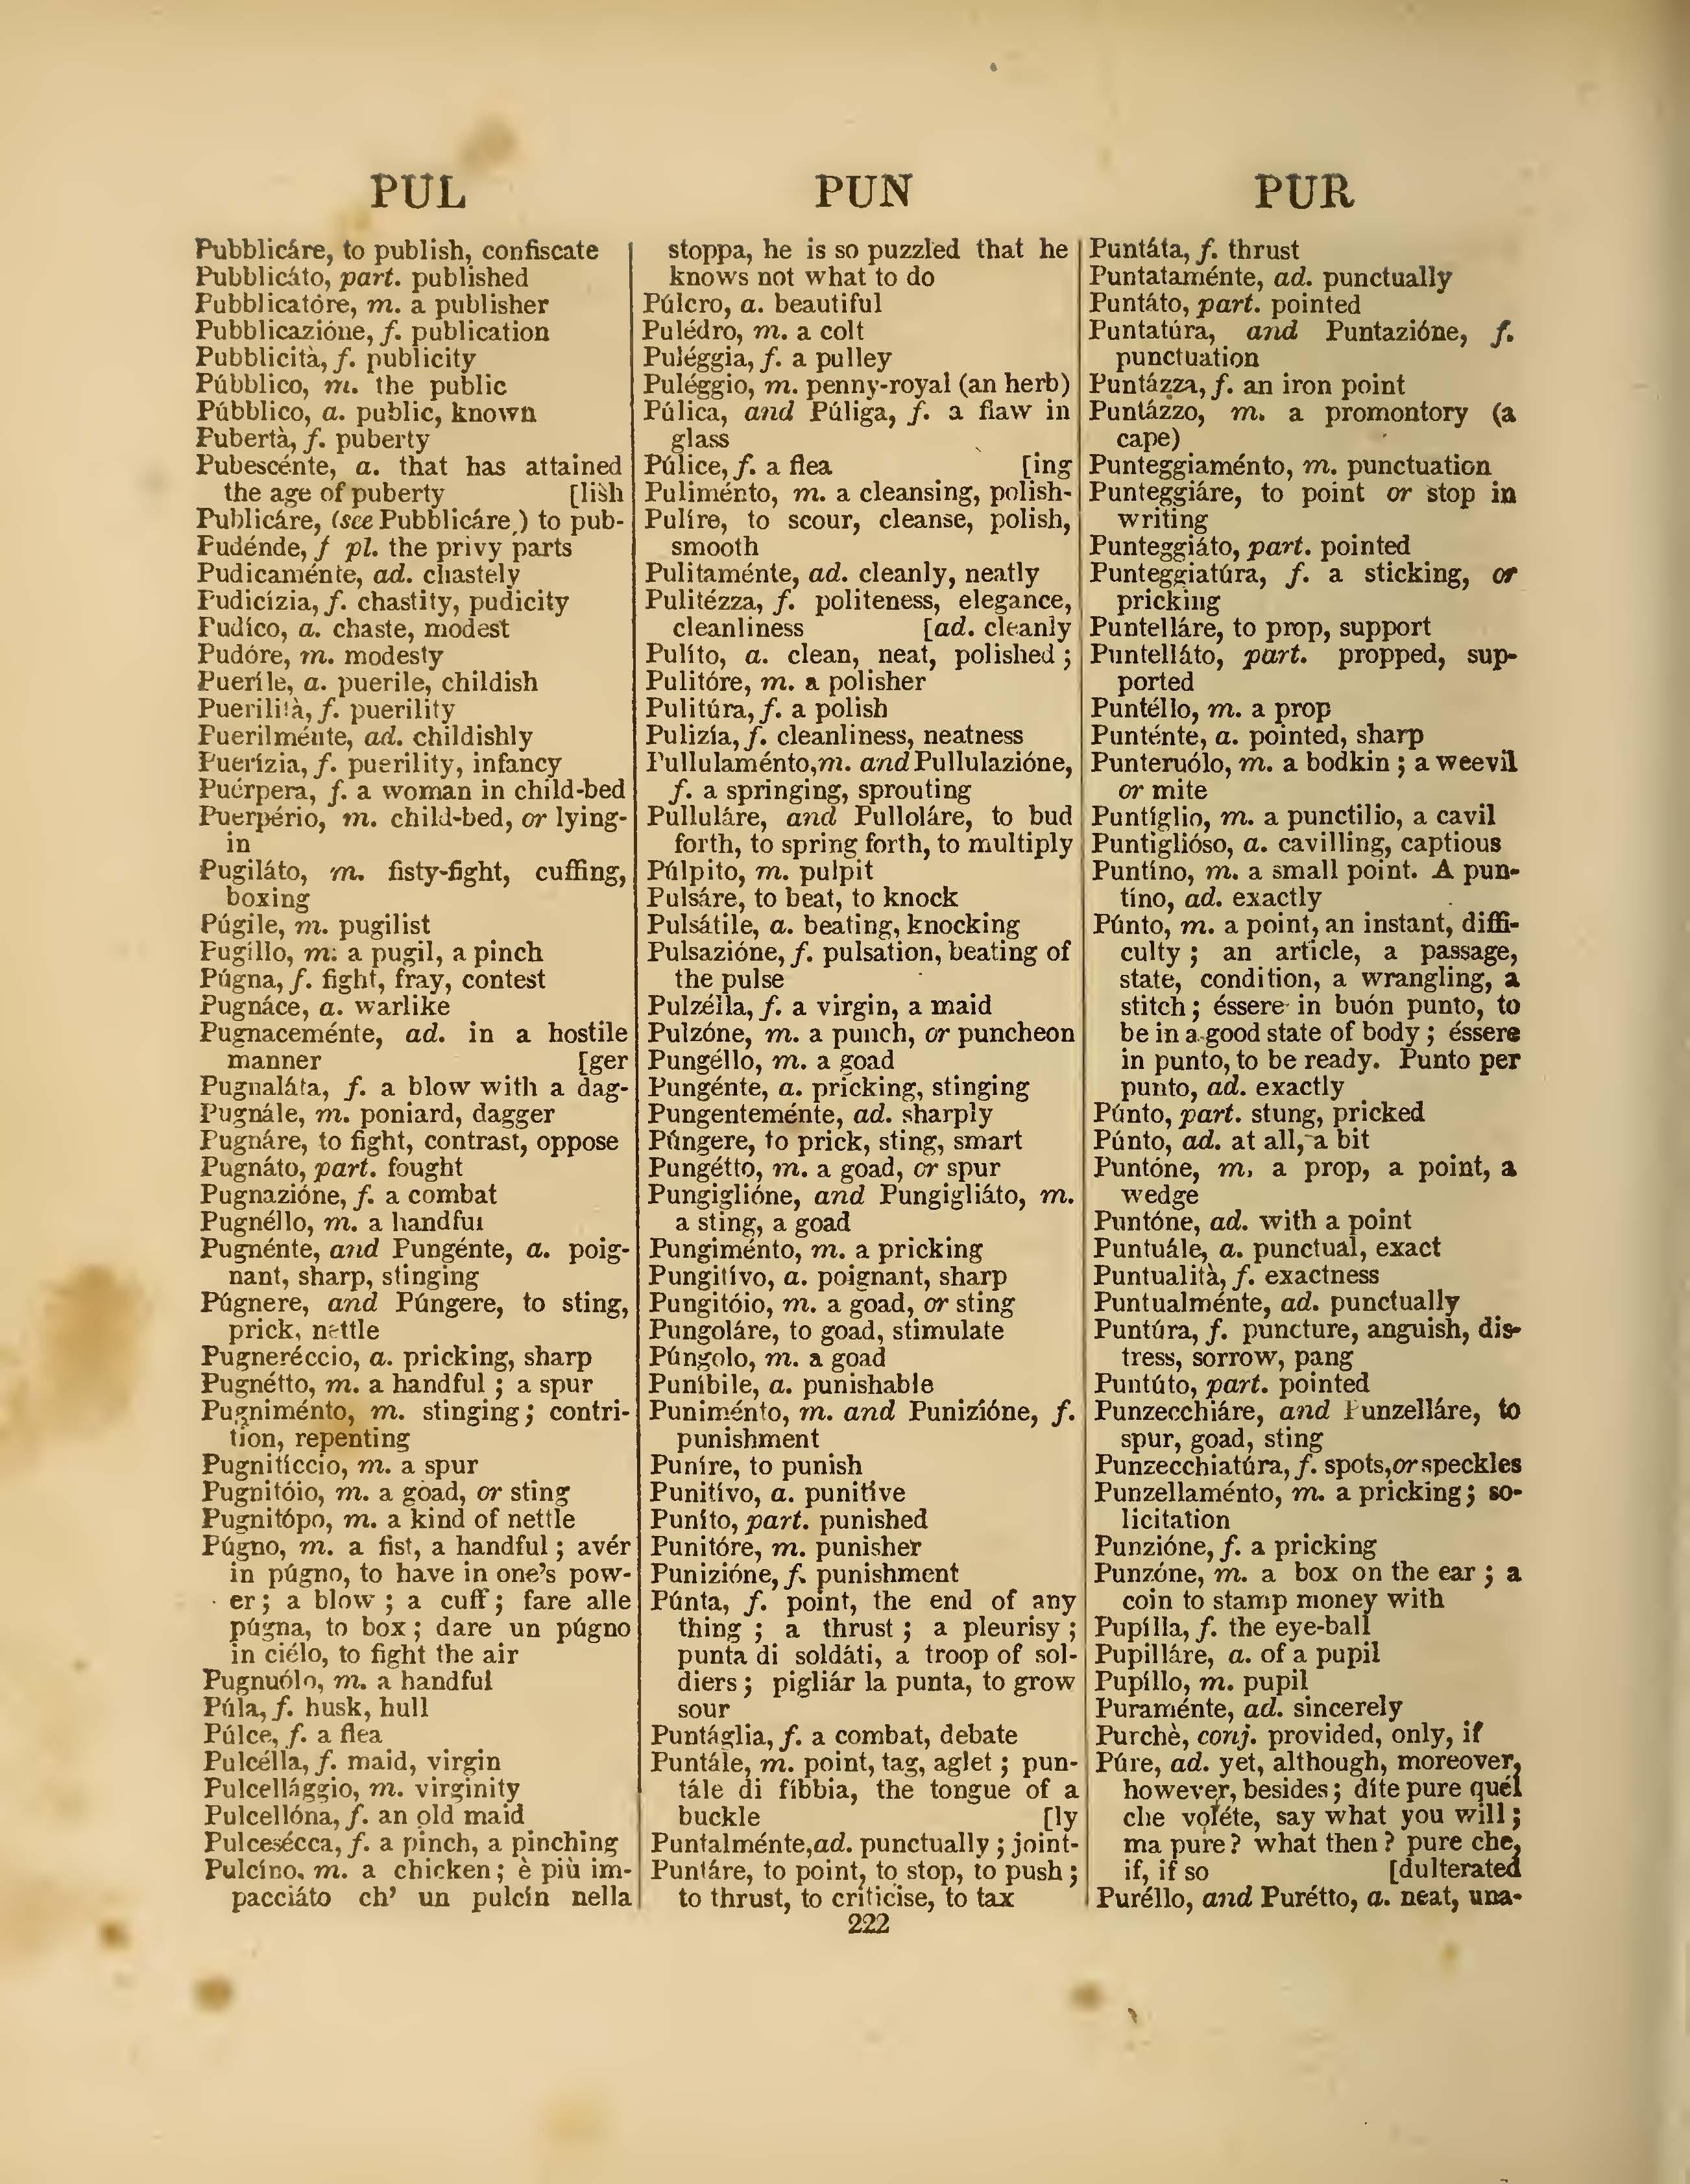 PUL
Pubblicáre, to publish, confiscate
Pubblicáto, part. published
Pubblicatóre, m. a publisher
Pubblicazióne, f. publication
Pubblicità, f. publicity
Púbblico, m. the public
Púbblico, a. public, known
Pubertà, f. puberty
Pubescénte, a. that has attained
the age of puberty [lish
Publicáre, (see Pubblicáre,) to pub-
Pudénde, f pl. the privy parts
Pudicaménte, ad. chastely
Pudicízia, f. chastity, pudicity
Pudíco, a. chaste, modest
Pudóre, m. modesty
Pueríle, a. puerile, childish
Puerilità, f. puerility
Puerilménte, ad. childishly
Puerízia, f. puerility, infancy
Puérpera, f. a woman in child-bed
Puerpério, m. child-bed, or lying-
in
Pugiláto, m. fisty-fight, cuffing,
boxing
Púgile, m. pugilist
Pugíllo, m. a pugil, a pinch
Púgna, f. fight, fray, contest
Pugnáce, a. warlike
Pugnaceménte, ad. in a hostile
manner [ger
Pugnaláta, f. a blow with a dag-
Pugnále, m. poniard, dagger
Pugnáre, to fight, contrast, oppose
Pugnáto, part. fought
Pugnazióne, f. a combat
Pugnéllo, m. a handful
Pugnénte, and Pungénte, a. poig-
nant, sharp, stinging
Púgnere, and Púngere, to sting,
prick, nettle
Pugneréccio, a. pricking, sharp
Pugnétto, m. a handful ; a spur
Pugniménto, m. stinging; contri-
tion, repenting
Pugnitíccio, m. a spur
Pugnitóio, m. a goad, or sting
Pugnitópo, m. a kind of nettle
Púgno, m. a fist, a handful ; avér
in púgno, to have in one's pow-
er ; a blow ; a cuff ; fare alle
púgna, to box ; dare un púgno
in ciélo, to fight the air
Pugnuólo, m. a handful
Púla, f. husk, hull
Púlce, f. a flea
Pulcélla, f. maid, virgin
Pulcellággio, m. virginity
Pulcellóna, f. an old maid
Pulcesécca, f. a pinch, a pinching
Pulcíno, m. a chicken ; è più im-
pacciáto ch' un pulcín nella
PUN
stoppa, he is so puzzled that he
knows not what to do
Púlcro, a. beautiful
Pulédro, m. a colt
Puléggia, f. a pulley
Puléggio, m. penny-royal (an herb)
Púlica, and Púliga, f. a flaw in
glass
Púlice, f. a flea [ing
Puliménto, m. a cleansing, polish-
Pulíre, to scour, cleanse, polish,
smooth
Pulitaménte, ad. cleanly, neatly
Pulitézza, f. politeness, elegance,
cleanliness [ad. cleanly
Pulíto, a. clean, neat, polished ;
Pulitóre, m. a polisher
Pulitúra, f. a polish
Pulizía, f. cleanliness, neatness
Pullulaménto, m. and Pullulazióne,
f. a springing, sprouting
Pulluláre, and Pulloláre, to bud
forth, to spring forth, to multiply
Púlpito, m. pulpit
Pulsáre, to beat, to knock
Pulsátile, a. beating, knocking
Pulsazióne, f. pulsation, beating of
the pulse
Pulzélla, f. a virgin, a maid
Pulzóne, m. a punch, or puncheon
Pungéllo, m. a goad
Pungénte, a. pricking, stinging
Pungenteménte, ad. sharply
Púngere, to prick, sting, smart
Pungétto, m. a goad, or spur
Pungiglióne, and Pungigliáto, m.
a sting, a goad
Pungiménto, m. a pricking
Pungitívo, a. poignant, sharp
Pungitóio, m. a goad, or sting
Pungoláre, to goad, stimulate
Púngolo, m. a goad
Puníbile, a. punishable
Puniménto, m. and Punizíóne, f.
punishment
Puníre, to punish
Punitívo, a. punitive
Puníto, part. punished
Punitóre, m. punisher
Punizióne, f. punishment
Púnta, f. point, the end of any
thing ; a thrust ; a pleurisy ;
punta di soldáti, a troop of sol-
diers ; pigliár la punta, to grow
sour
Puntáglia, f. a combat, debate
Puntále, m. point, tag, aglet ; pun-
tále di fíbbia, the tongue of a
buckle [ly
Puntalménte, ad. punctually ; joint-
Puntáre, to point, to stop, to push ;
to thrust, to criticise, to tax
PUR
Puntáta, f. thrust
Puntataménte, ad. punctually
Puntáto, part. pointed
Puntatúra, and Puntazióne, f.
punctuation
Puntázza, f. an iron point
Puntázzo, m. a promontory (a
cape)
Punteggiaménto, m. punctuation
Punteggiáre, to point or stop in
writing
Punteggiáto, part. pointed
Punteggiatúra, f. a sticking, or
pricking
Puntelláre, to prop, support
Puntelláto, part. propped, sup-
ported
Puntéllo, m. a prop
Punténte, a. pointed, sharp
Punteruólo, m. a bodkin ; a weevil
or mite
Puntíglio, m. a punctilio, a cavil
Puntiglióso, a. cavilling, captious
Puntíno, m. a small point. A pun-
tíno, ad. exactly
Púnto, m. a point, an instant, diffi-
culty ; an article, a passage,
state, condition, a wrangling, a
stitch ; éssere in buón punto, to
be in a good state of body ; éssere
in punto, to be ready. Punto per
punto, ad. exactly
Púnto, part. stung, pricked
Púnto, ad. at all, a bit
Puntóne, m, a prop, a point, a
wedge
Puntóne, ad. with a point
Puntuále, a. punctual, exact
Puntualità, f. exactness
Puntualménte, ad. punctually
Puntúra, f. puncture, anguish, dis-
tress, sorrow, pang
Puntúto, part. pointed
Punzecchiáre, and Punzelláre, to
spur, goad, sting
Punzecchiatúra, f. spots, or speckles
Punzellaménto, m. a pricking ; so-
licitation
Punzióne, f. a pricking
Punzóne, m. a box on the ear ; a
coin to stamp money with
Pupílla, f. the eye-ball
Pupilláre, a. of a pupil
Pupíllo, m. pupil
Puraménte, ad. sincerely
Purchè, conj. provided, only, if
Púre, ad. yet, although, moreover,
however, besides ; díte pure quél
che voléte, say what you will ;
ma pure ? what then ? pure che,
if, if so [dulterated
Puréllo, and Purétto, a. neat, una-
222